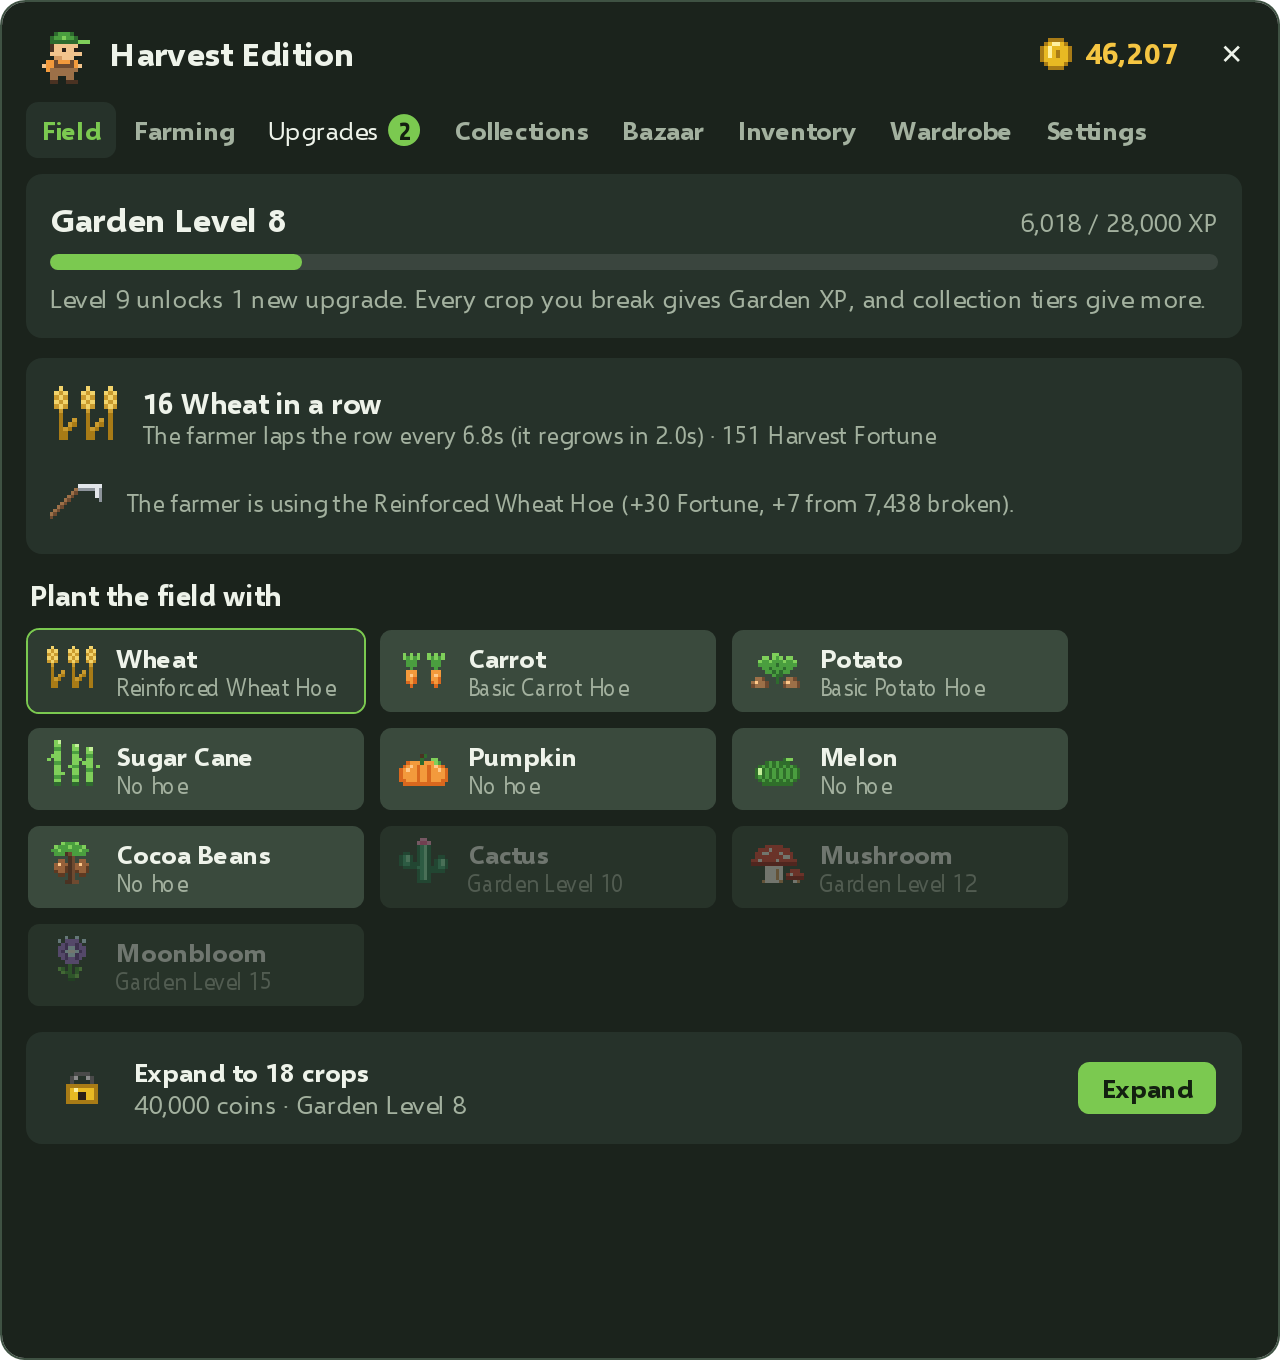 Harvest Edition
46,207
×
Field Farming Upgrades 2 Collections Bazaar Inventory Wardrobe Settings
Garden Level 8
6,018 / 28,000 XP
Level 9 unlocks 1 new upgrade. Every crop you break gives Garden XP, and collection tiers give more.
16 Wheat in a row
The farmer laps the row every 6.8s (it regrows in 2.0s) · 151 Harvest Fortune
The farmer is using the Reinforced Wheat Hoe (+30 Fortune, +7 from 7,438 broken).
Plant the field with
Wheat
Reinforced Wheat Hoe
Carrot
Basic Carrot Hoe
Potato
Basic Potato Hoe
Sugar Cane
No hoe
Pumpkin
No hoe
Melon
No hoe
Cocoa Beans
No hoe
Cactus
Garden Level 10
Mushroom
Garden Level 12
Moonbloom
Garden Level 15
Expand to 18 crops
40,000 coins · Garden Level 8
Expand